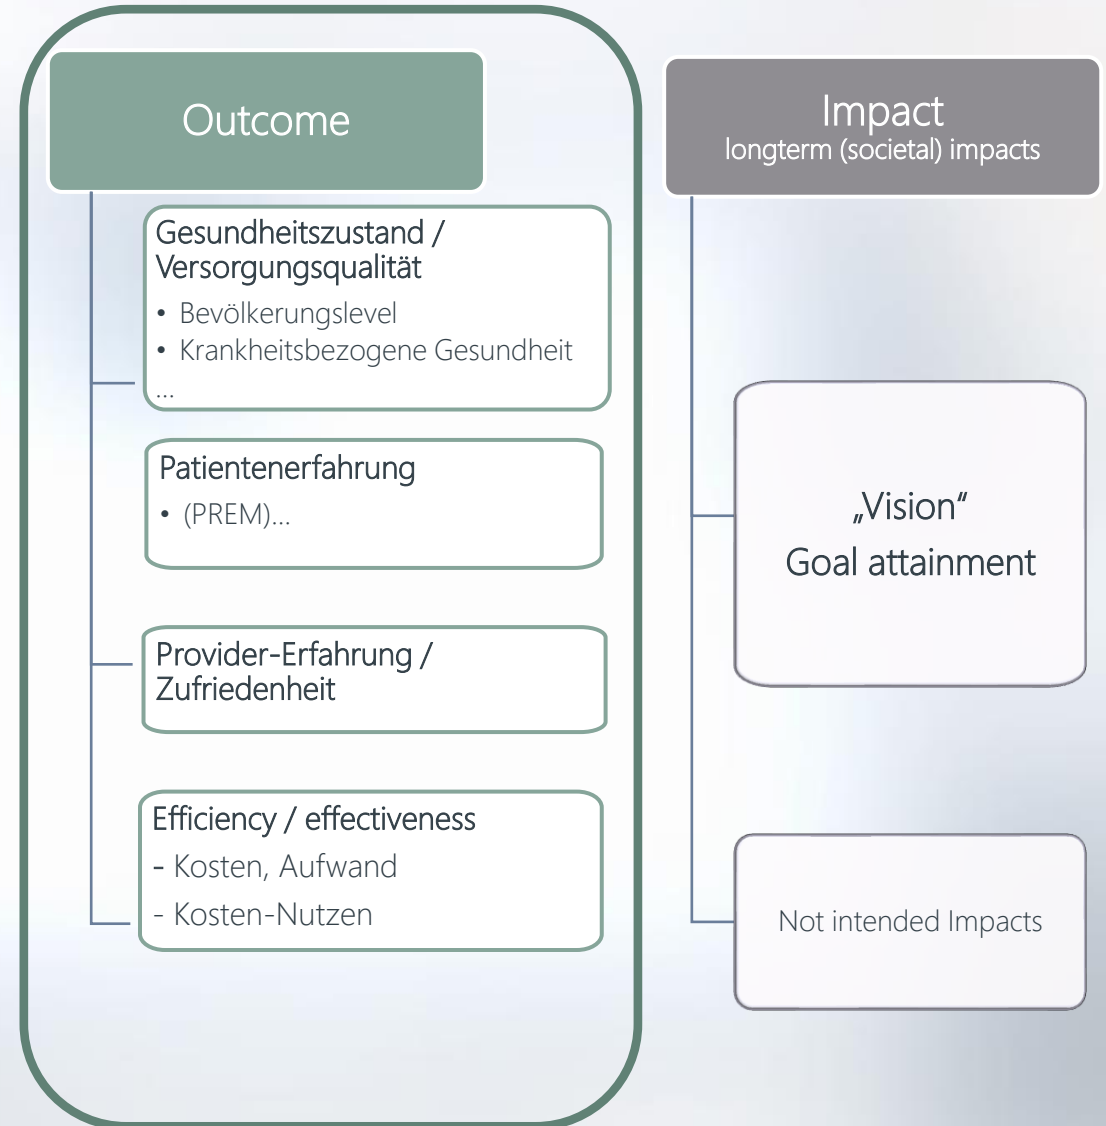 Outcome
Gesundheitszustand /
Versorgungsqualität
• Bevölkerungslevel
• Krankheitsbezogene Gesundheit
...
Patientenerfahrung
• (PREM)...
Provider-Erfahrung /
Zufriedenheit
Efficiency / effectiveness
- Kosten, Aufwand
- Kosten-Nutzen
Impact
longterm (societal) impacts
„Vision“
Goal attainment
Not intended Impacts